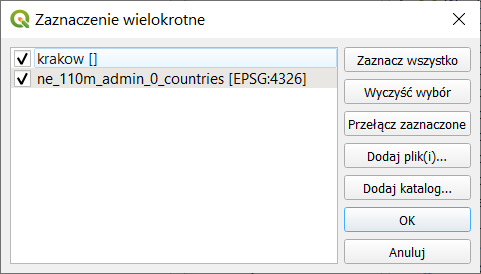 Zaznaczenie wielokrotne
krakow []
ne_110m_admin_0_countries [EPSG:4326]
Zaznacz wszystko
Wyczyść wybór
Przełącz zaznaczone
Dodaj plik(i)...
Dodaj katalog...
OK
Anuluj